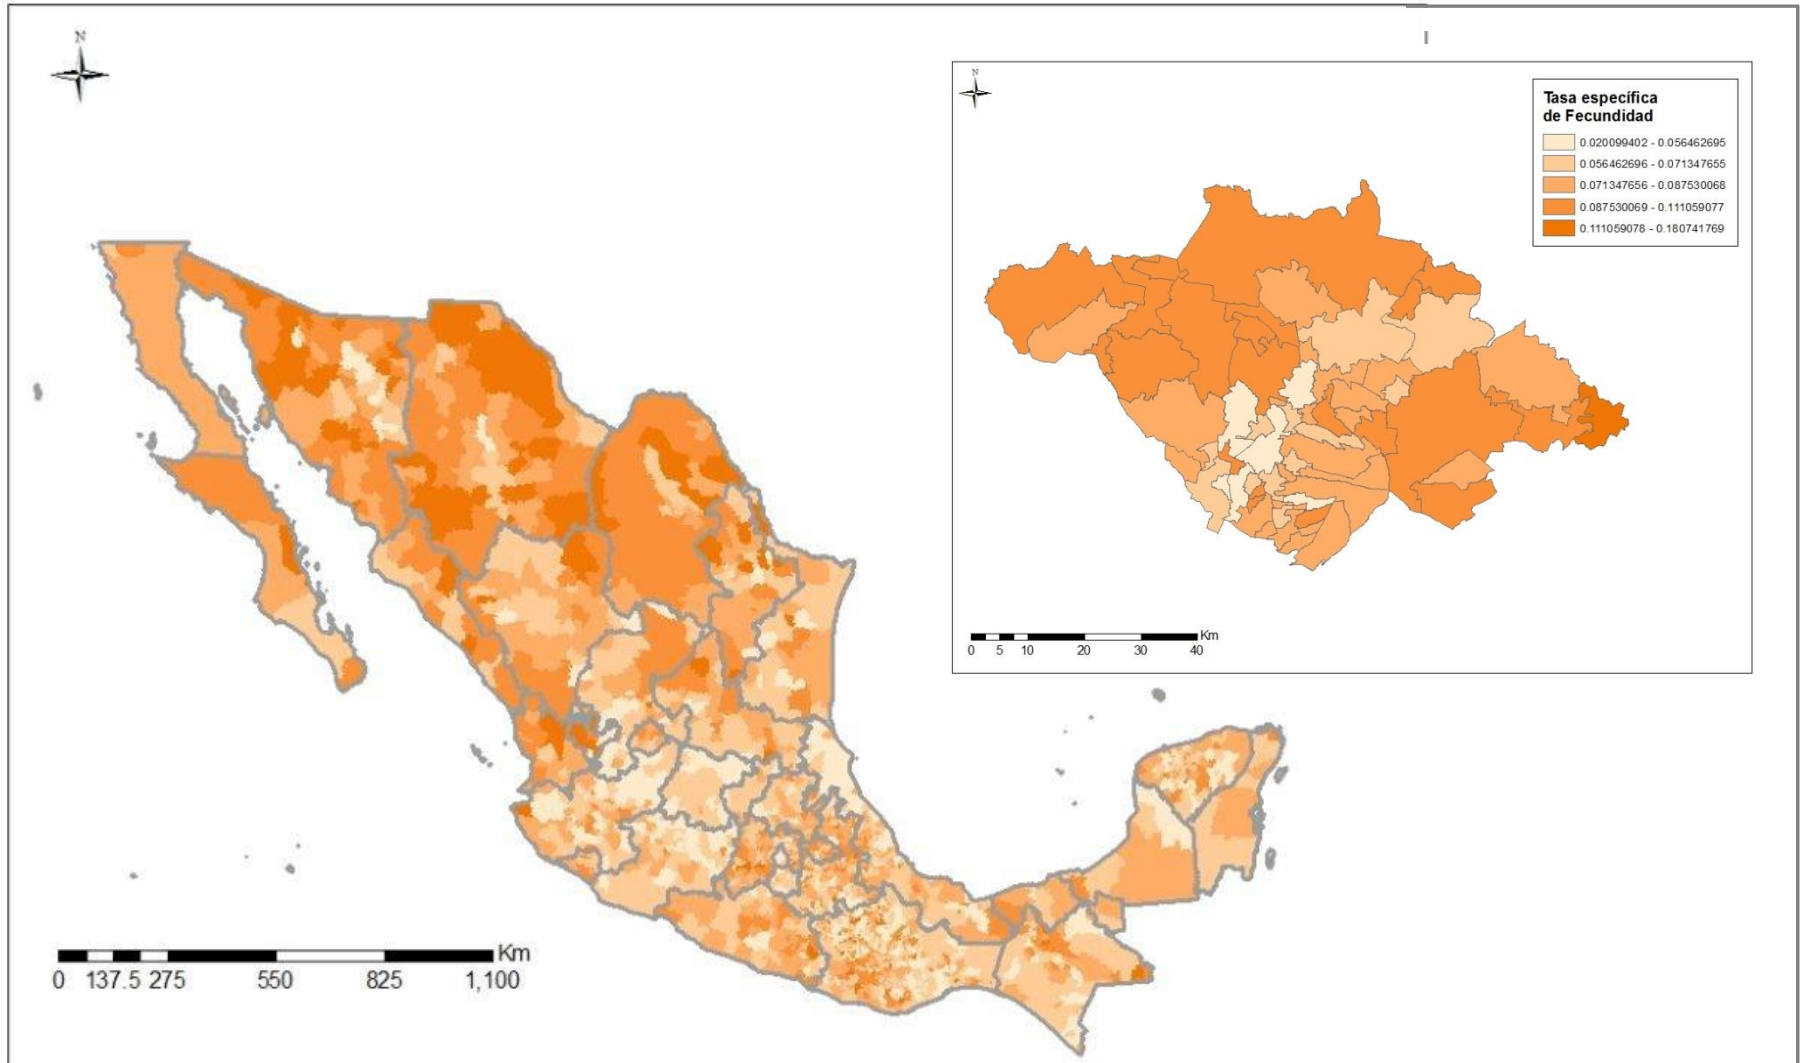 N
N
Tasa específica
de Fecundidad
0.020099402 - 0.056462695
0.056462696 - 0.071347655
0.071347656 - 0.087530068
0.087530069 - 0.111059077
0.111059078 - 0.180741769
Km
0 5 10 20 30 40
Km
0 137.5 275 550 825 1,100